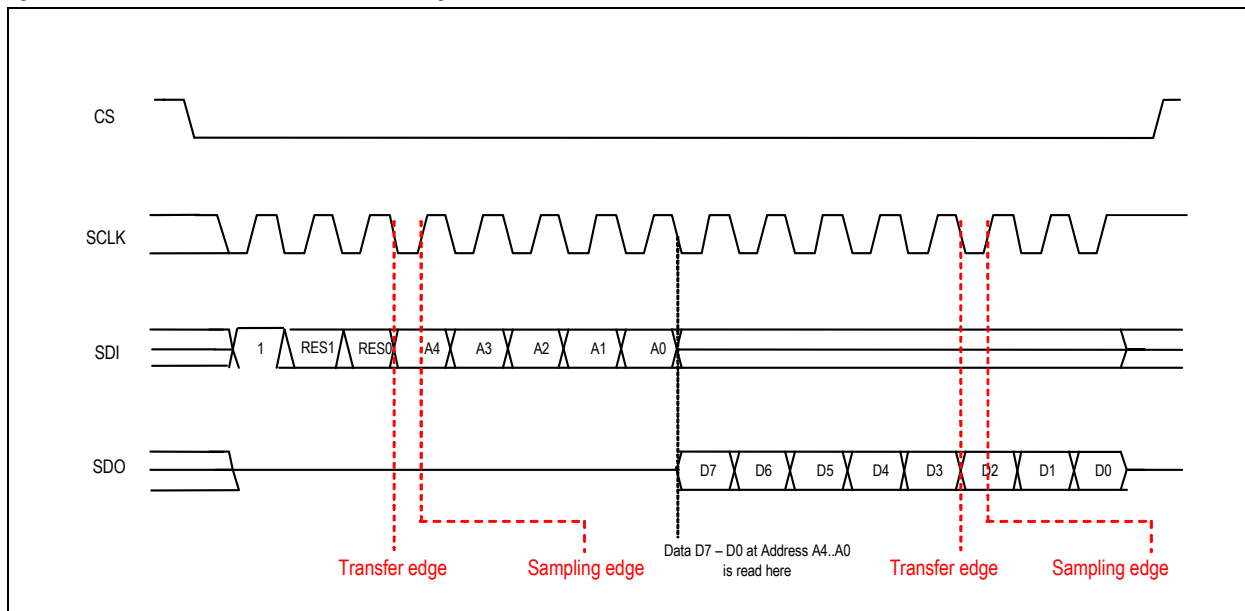 CS
SCLK
SDI 1 RES1 RES0 A4 A3 A2 A1 A0
SDO D7 D6 D5 D4 D3 D2 D1 D0
Data D7 – D0 at Address A4..A0
is read here
Transfer edge Sampling edge Transfer edge Sampling edge